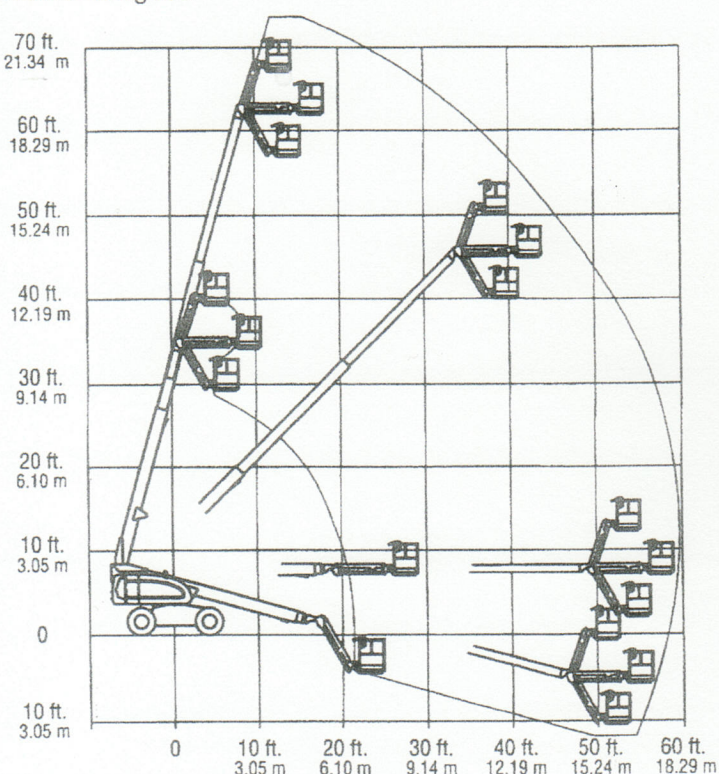 70 ft.
21.34 m
60 ft.
18.29 m
50 ft.
15.24 m
40 ft.
12.19 m
30 ft.
9.14 m
20 ft.
6.10 m
10 ft.
3.05 m
0
10 ft.
3.05 m
0 10 ft. 20 ft. 30 ft. 40 ft. 50 ft. 60 ft.
3.05 m 6.10 m 9.14 m 12.19 m 15.24 m 18.29 m